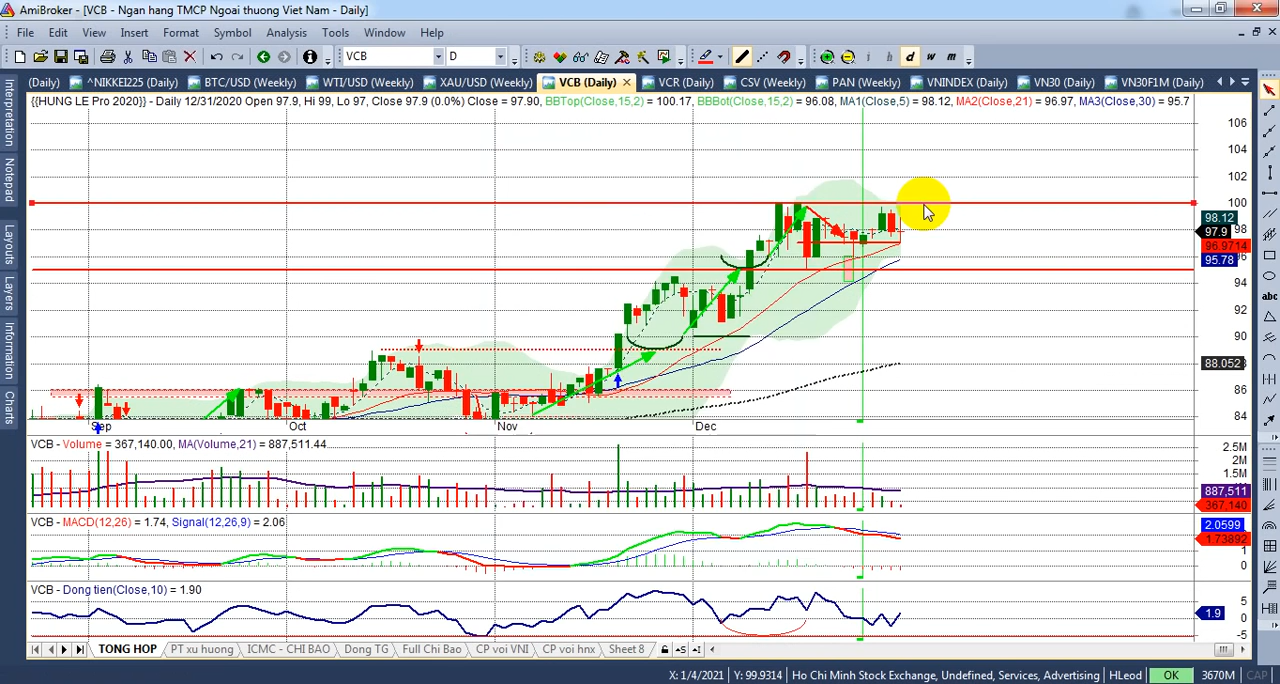 AmiBroker - [VCB - Ngan hang TMCP Ngoai thuong Viet Nam - Daily]
File Edit View Insert Format Symbol Analysis Tools Window Help
VCB D i h d w m
(Daily) ^NIKKEI225 (Daily) BTC/USD (Weekly) WTI/USD (Weekly) XAU/USD (Weekly) VCB (Daily) VCR (Daily) CSV (Weekly) PAN (Weekly) VNINDEX (Daily) VN30 (Daily) VN30F1M (Daily)
{{HUNG LE Pro 2020}} - Daily 12/31/2020 Open 97.9, Hi 99, Lo 97, Close 97.9 (0.0%) Close = 97.90, BBTop(Close,15,2) = 100.17, BBBot(Close,15,2) = 96.08, MA1(Close,5) = 98.12, MA2(Close,21) = 96.97, MA3(Close,30) = 95.7
Interpretation
Notepad
Layouts
Layers
Information
Charts
abc
106
104
102
100
98.12
98
97.9
96.9714
96
95.78
94
92
90
88.052
86
84
Sep Oct Nov Dec
VCB - Volume = 367,140.00, MA(Volume,21) = 887,511.44
2.5M
2M
1.5M
887,511
367,140
VCB - MACD(12,26) = 1.74, Signal(12,26,9) = 2.06
2.0599
1.73892
1
0
VCB - Dong tien(Close,10) = 1.90
5
1.9
0
-5
TONG HOP PT xu huong ICMC - CHI BAO Dong TG Full Chi Bao CP voi VNI CP voi hnx Sheet 8
X: 1/4/2021 Y: 99.9314 Ho Chi Minh Stock Exchange, Undefined, Services, Advertising HLeod OK 3670M CAP